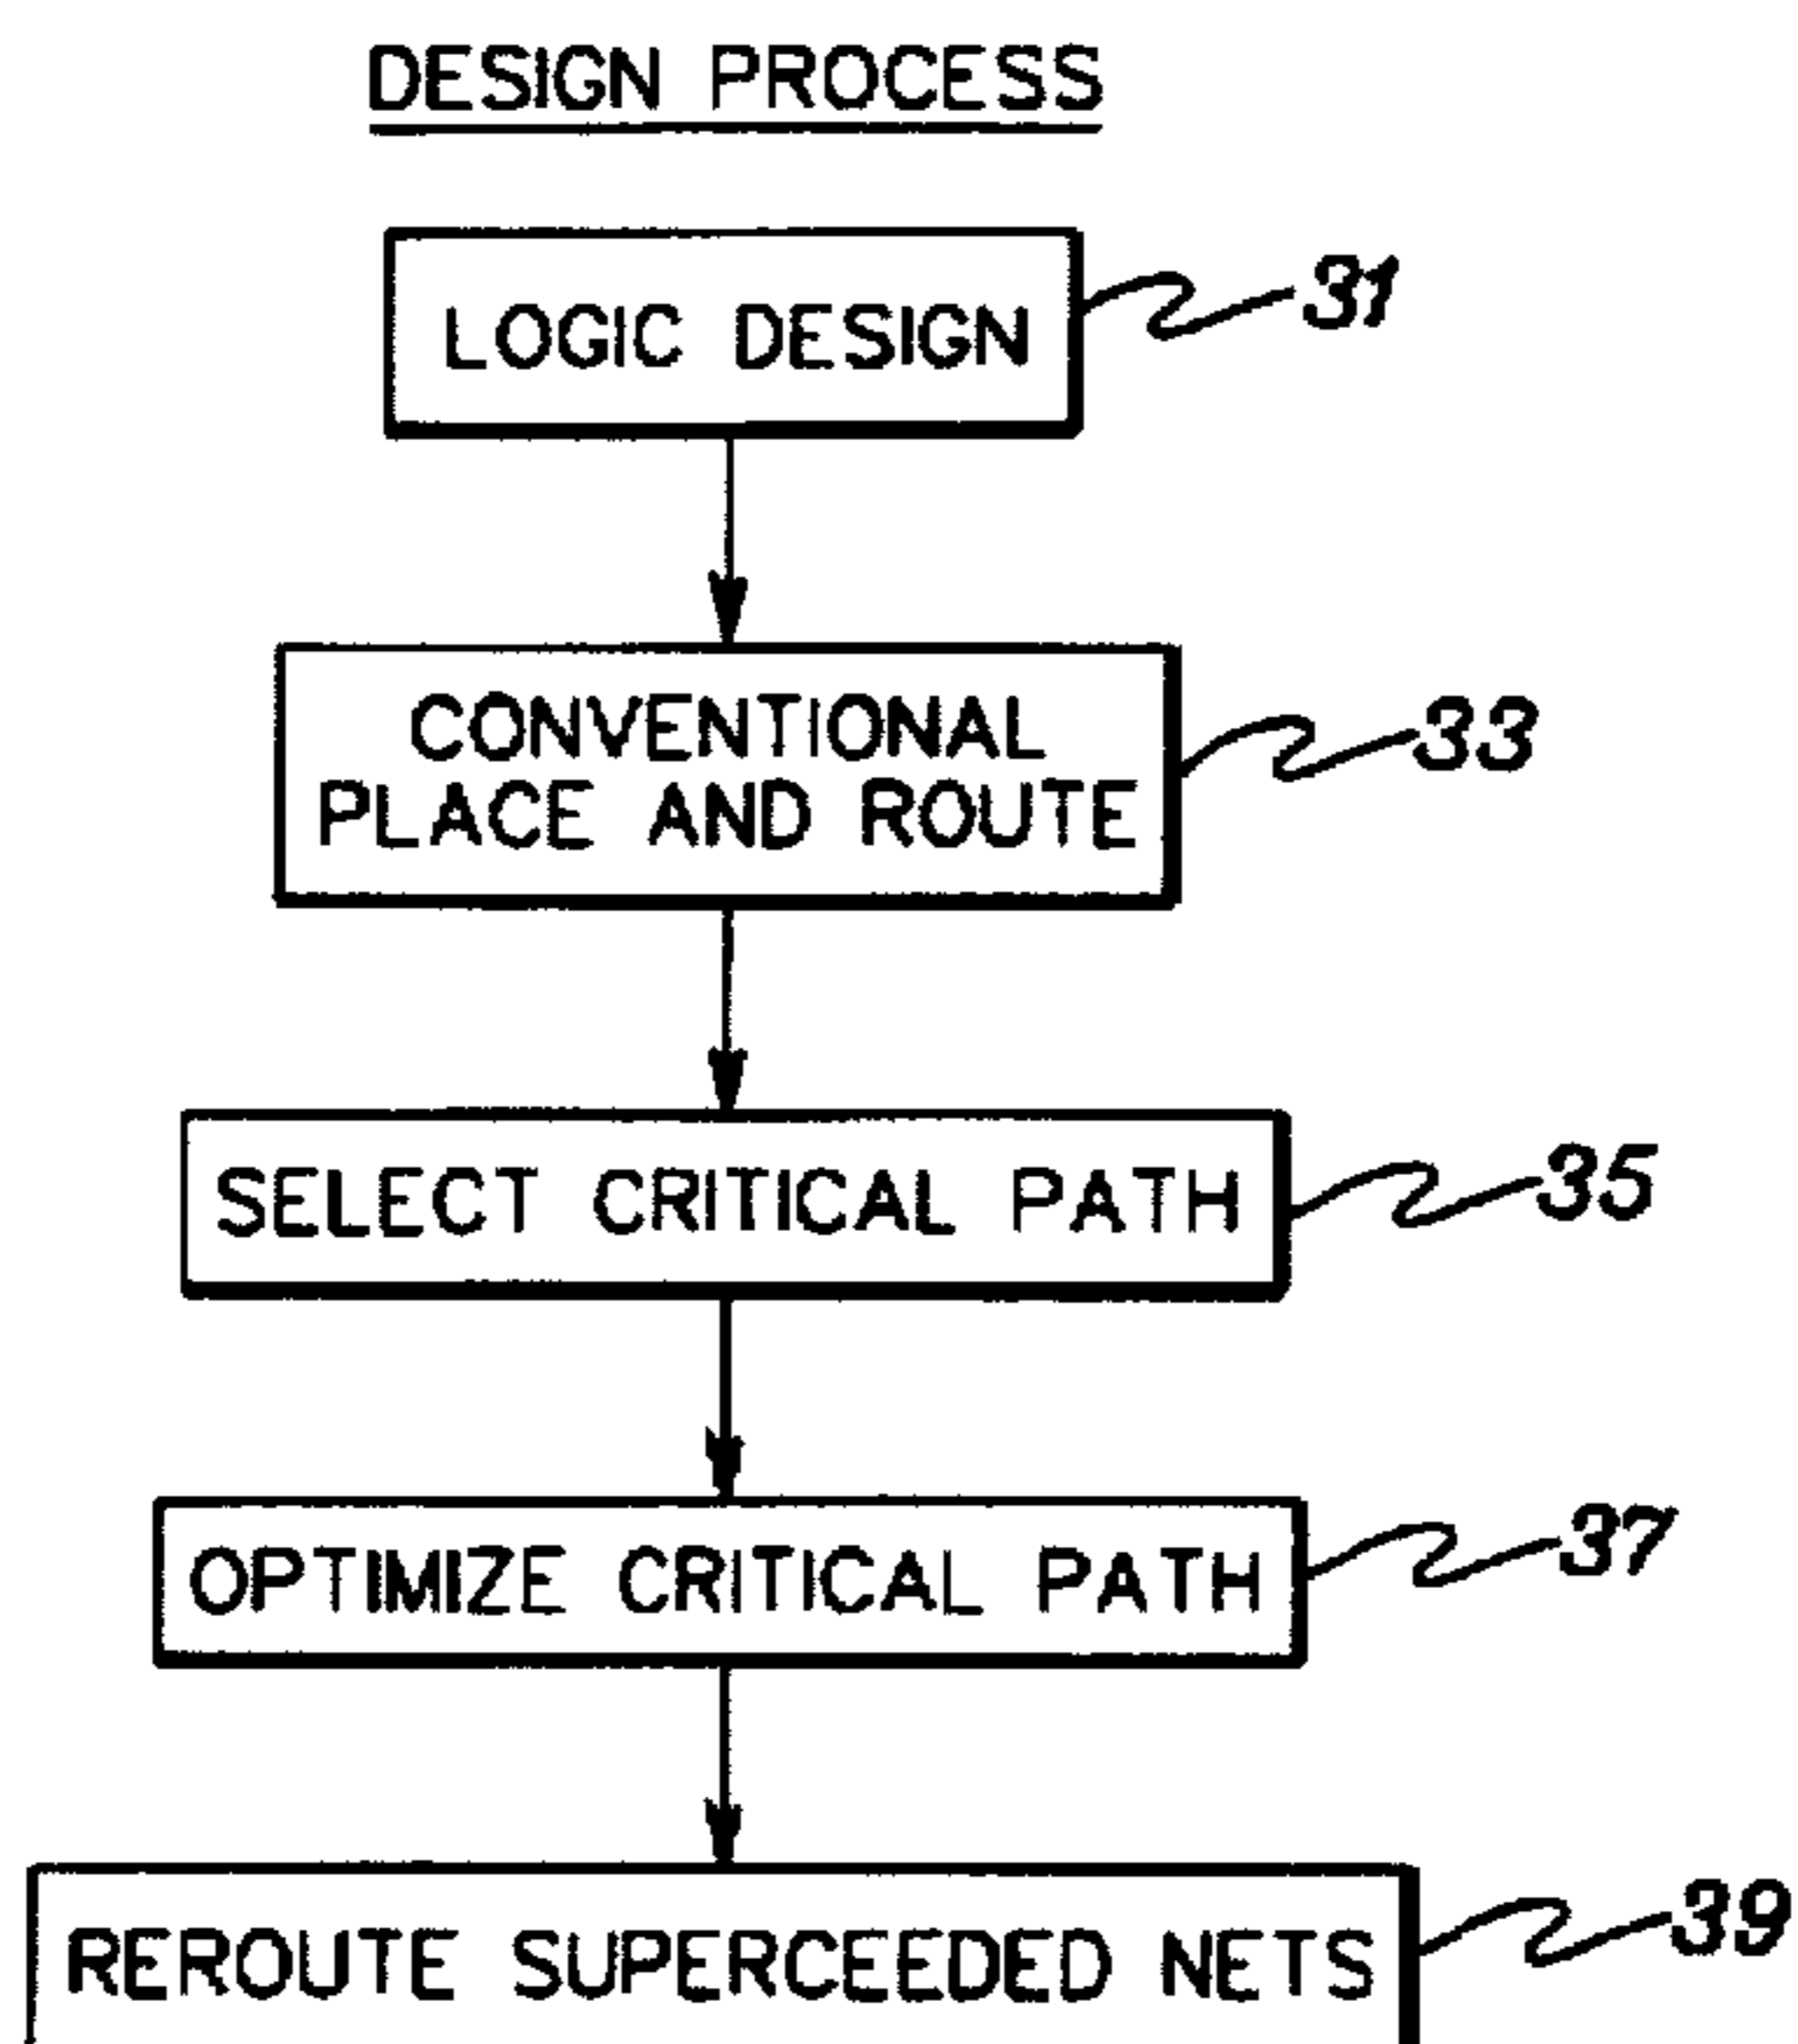 DESIGN PROCESS
LOGIC DESIGN
31
CONVENTIONAL
PLACE AND ROUTE
33
SELECT CRITICAL PATH
35
OPTIMIZE CRITICAL PATH
37
REROUTE SUPERCEEDED NETS
39